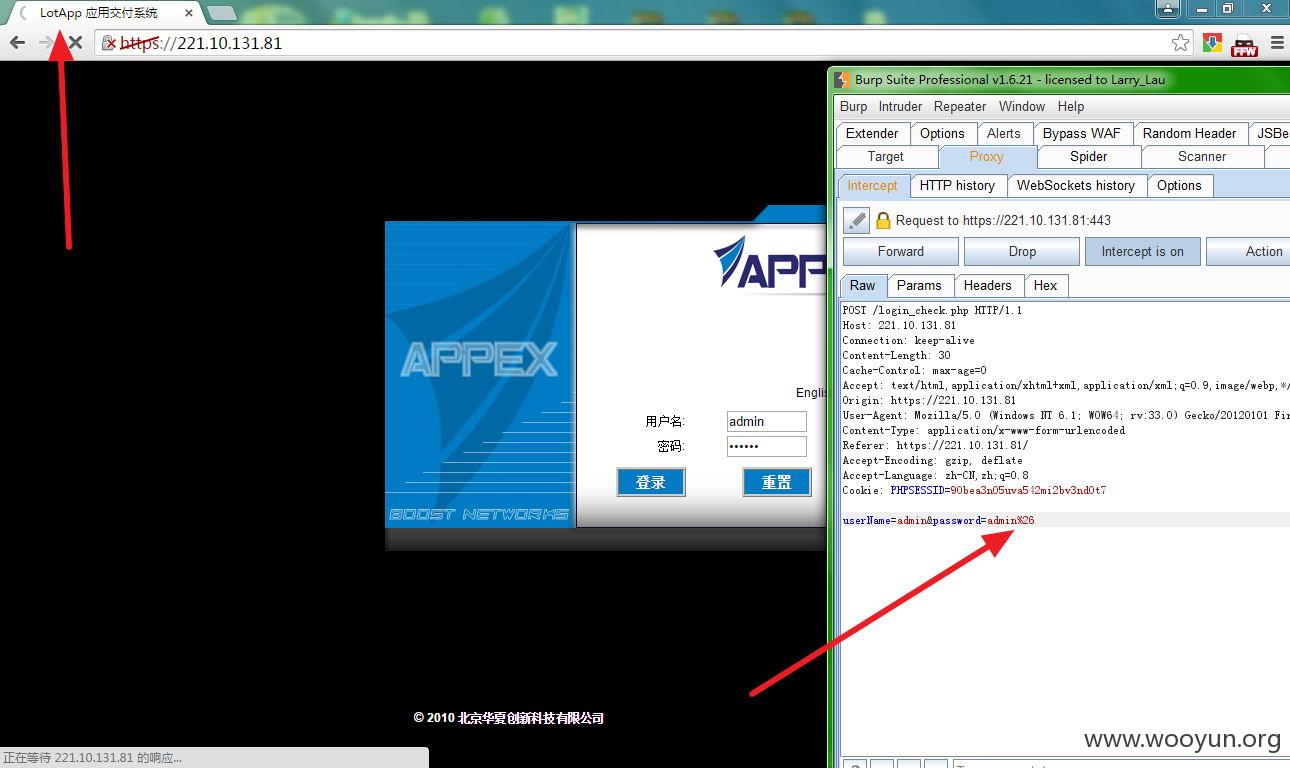 LotApp 应用交付系统
https://221.10.131.81
FFW
Burp Suite Professional v1.6.21 - licensed to Larry_Lau
Burp Intruder Repeater Window Help
Extender Options Alerts Bypass WAF Random Header
Target Proxy Spider Scanner
Intercept HTTP history WebSockets history Options
Request to https://221.10.131.81:443
Forward Drop Intercept is on Action
Raw Params Headers Hex
POST /login_check.php HTTP/1.1
Host: 221.10.131.81
Connection: keep-alive
Content-Length: 30
Cache-Control: max-age=0
Accept: text/html,application/xhtml+xml,application/xml;q=0.9,image/webp,*/
Origin: https://221.10.131.81
User-Agent: Mozilla/5.0 (Windows NT 6.1; WOW64; rv:33.0) Gecko/20120101 Fir
Content-Type: application/x-www-form-urlencoded
Referer: https://221.10.131.81/
Accept-Encoding: gzip, deflate
Accept-Language: zh-CN,zh;q=0.8
Cookie: PHPSESSID=90bea3n05uva542mi2bv3nd0t7
userName=admin&password=admin%26
APP
APPEX
Englis
用户名: admin
密码: ••••••
登录 重置
BOOST NETWORKS
© 2010 北京华夏创新科技有限公司
正在等待 221.10.131.81 的响应...
www.wooyun.org